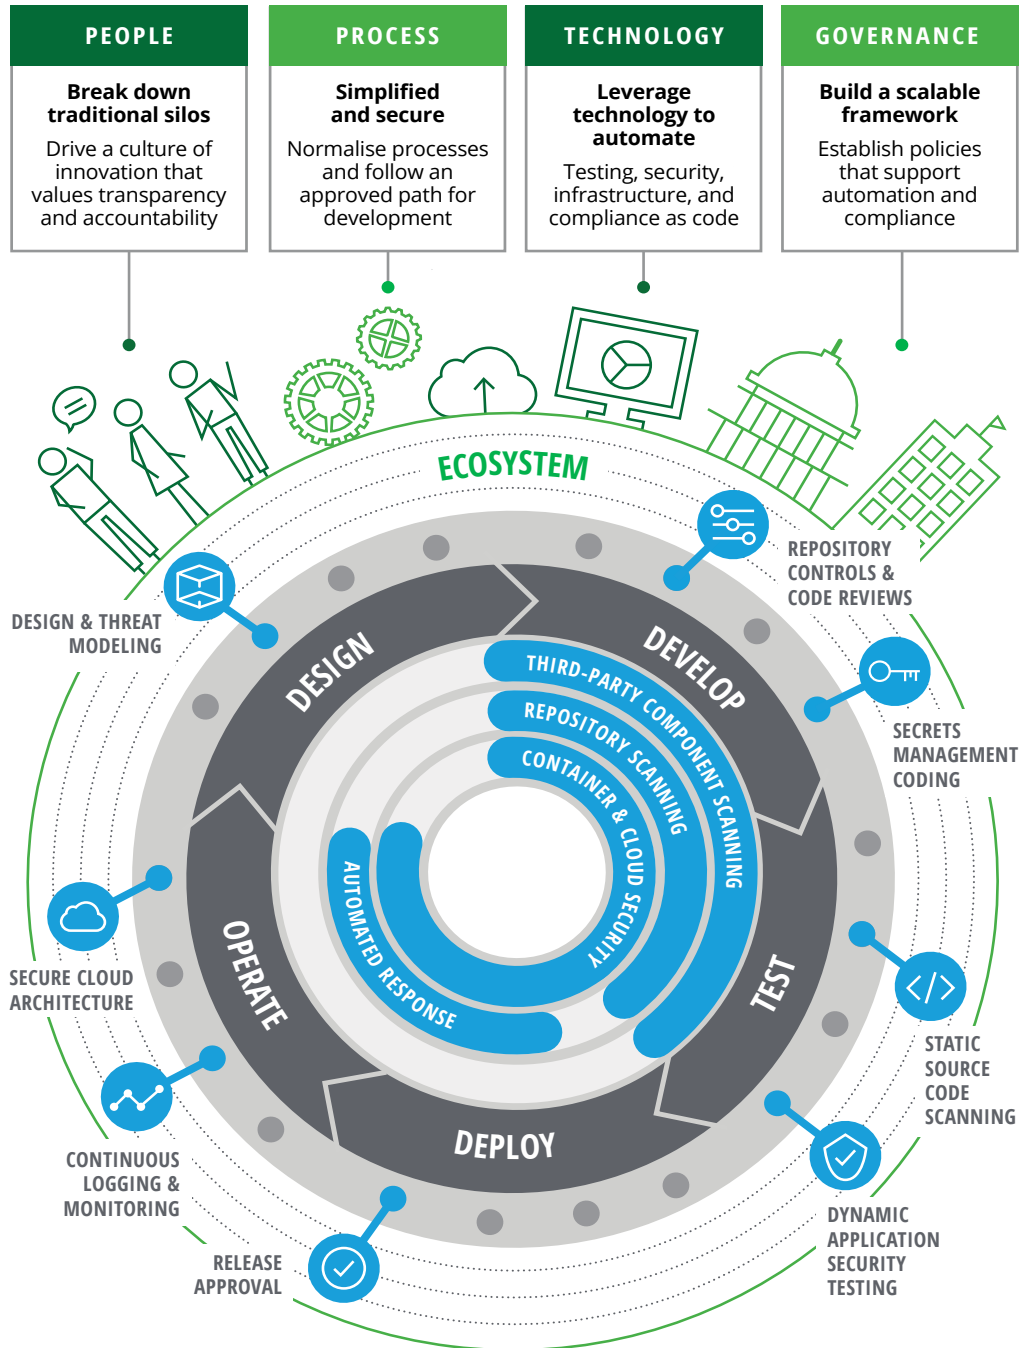 PEOPLE
Break down
traditional silos
Drive a culture of
innovation that
values transparency
and accountability
PROCESS
Simplified
and secure
Normalise processes
and follow an
approved path for
development
TECHNOLOGY
Leverage
technology to
automate
Testing, security,
infrastructure, and
compliance as code
GOVERNANCE
Build a scalable
framework
Establish policies
that support
automation and
compliance
ECOSYSTEM
DESIGN & THREAT
MODELING
REPOSITORY
CONTROLS &
CODE REVIEWS
SECRETS
MANAGEMENT
CODING
STATIC
SOURCE
CODE
SCANNING
DYNAMIC
APPLICATION
SECURITY
TESTING
RELEASE
APPROVAL
CONTINUOUS
LOGGING &
MONITORING
SECURE CLOUD
ARCHITECTURE
DESIGN
DEVELOP
TEST
DEPLOY
OPERATE
THIRD-PARTY COMPONENT SCANNING
REPOSITORY SCANNING
CONTAINER & CLOUD SECURITY
AUTOMATED RESPONSE